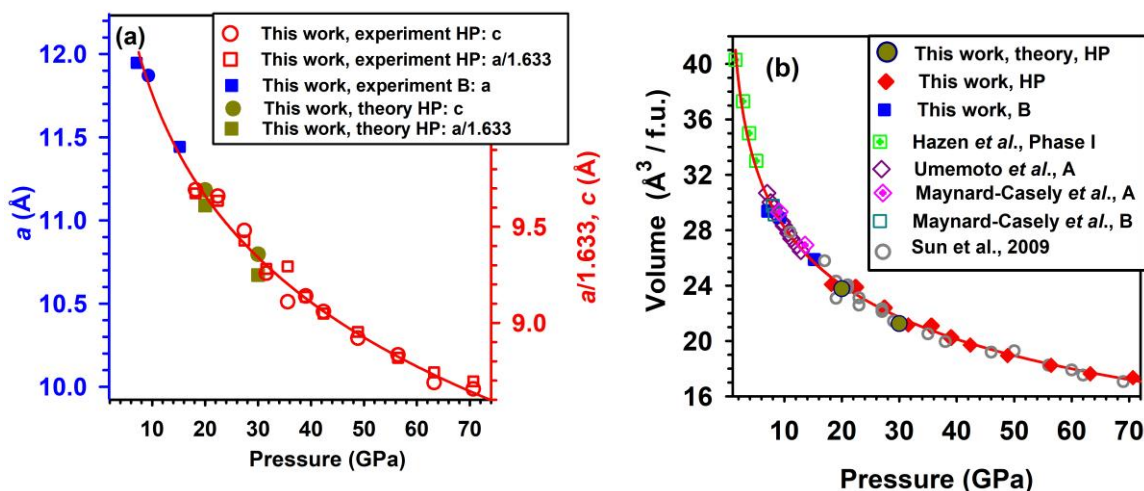 (a)
This work, experiment HP: c
This work, experiment HP: a/1.633
This work, experiment B: a
This work, theory HP: c
This work, theory HP: a/1.633
12.0
11.5
11.0
10.5
10.0
a (Å)
9.5
9.0
a/1.633, c (Å)
10 20 30 40 50 60 70
Pressure (GPa)
(b)
This work, theory, HP
This work, HP
This work, B
Hazen et al., Phase I
Umemoto et al., A
Maynard-Casely et al., A
Maynard-Casely et al., B
Sun et al., 2009
40
36
32
28
24
20
16
Volume (Å³ / f.u.)
10 20 30 40 50 60 70
Pressure (GPa)